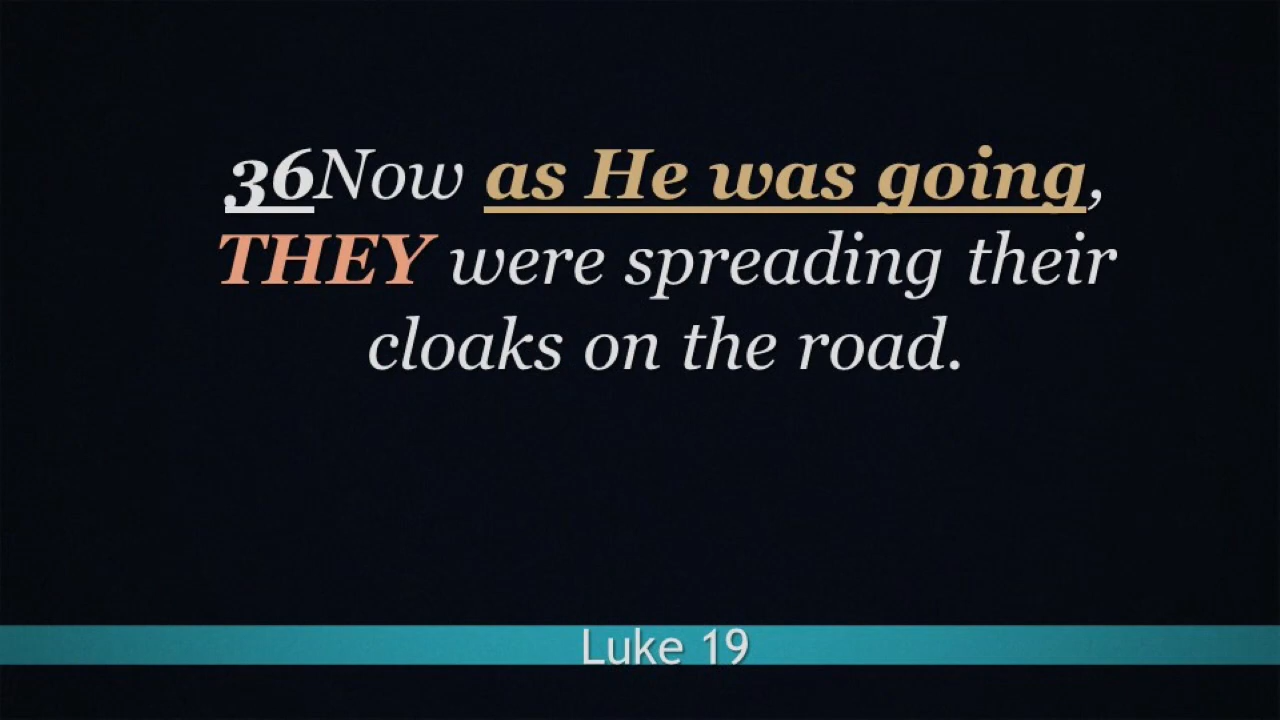 36Now as He was going,
THEY were spreading their
cloaks on the road.
Luke 19